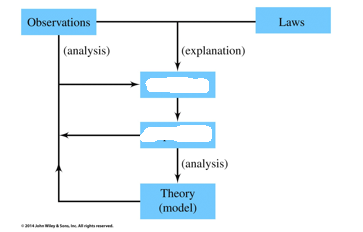 Observations
Laws
(analysis)
(explanation)
(analysis)
Theory
(model)
© 2014 John Wiley & Sons, Inc. All rights reserved.